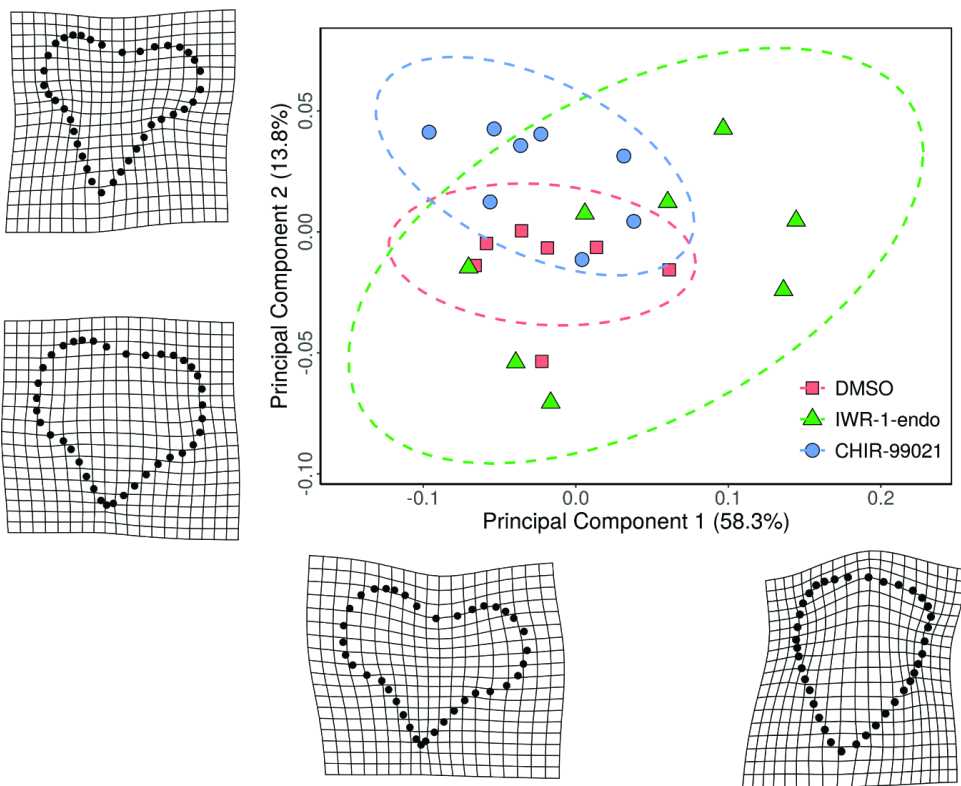 Principal Component 2 (13.8%)
0.05
0.00
-0.05
-0.10
DMSO
IWR-1-endo
CHIR-99021
-0.1
0.0
0.1
0.2
Principal Component 1 (58.3%)